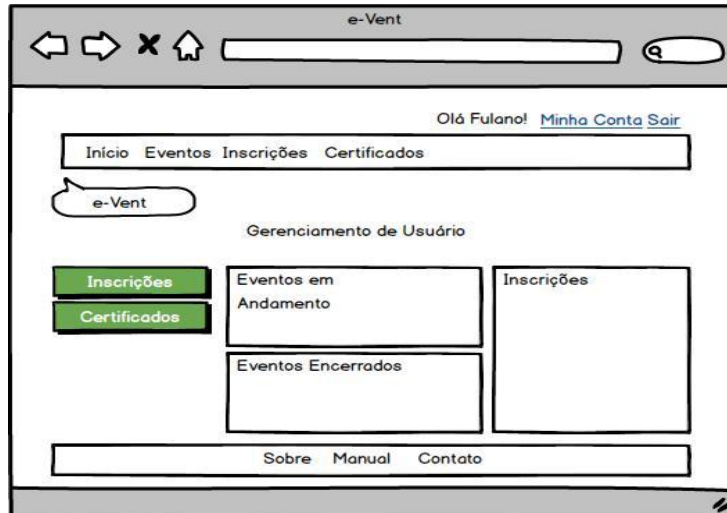 e-Vent
Olá Fulano! Minha Conta Sair
Início Eventos Inscrições Certificados
e-Vent
Gerenciamento de Usuário
Inscrições
Certificados
Eventos em
Andamento
Eventos Encerrados
Inscrições
Sobre Manual Contato